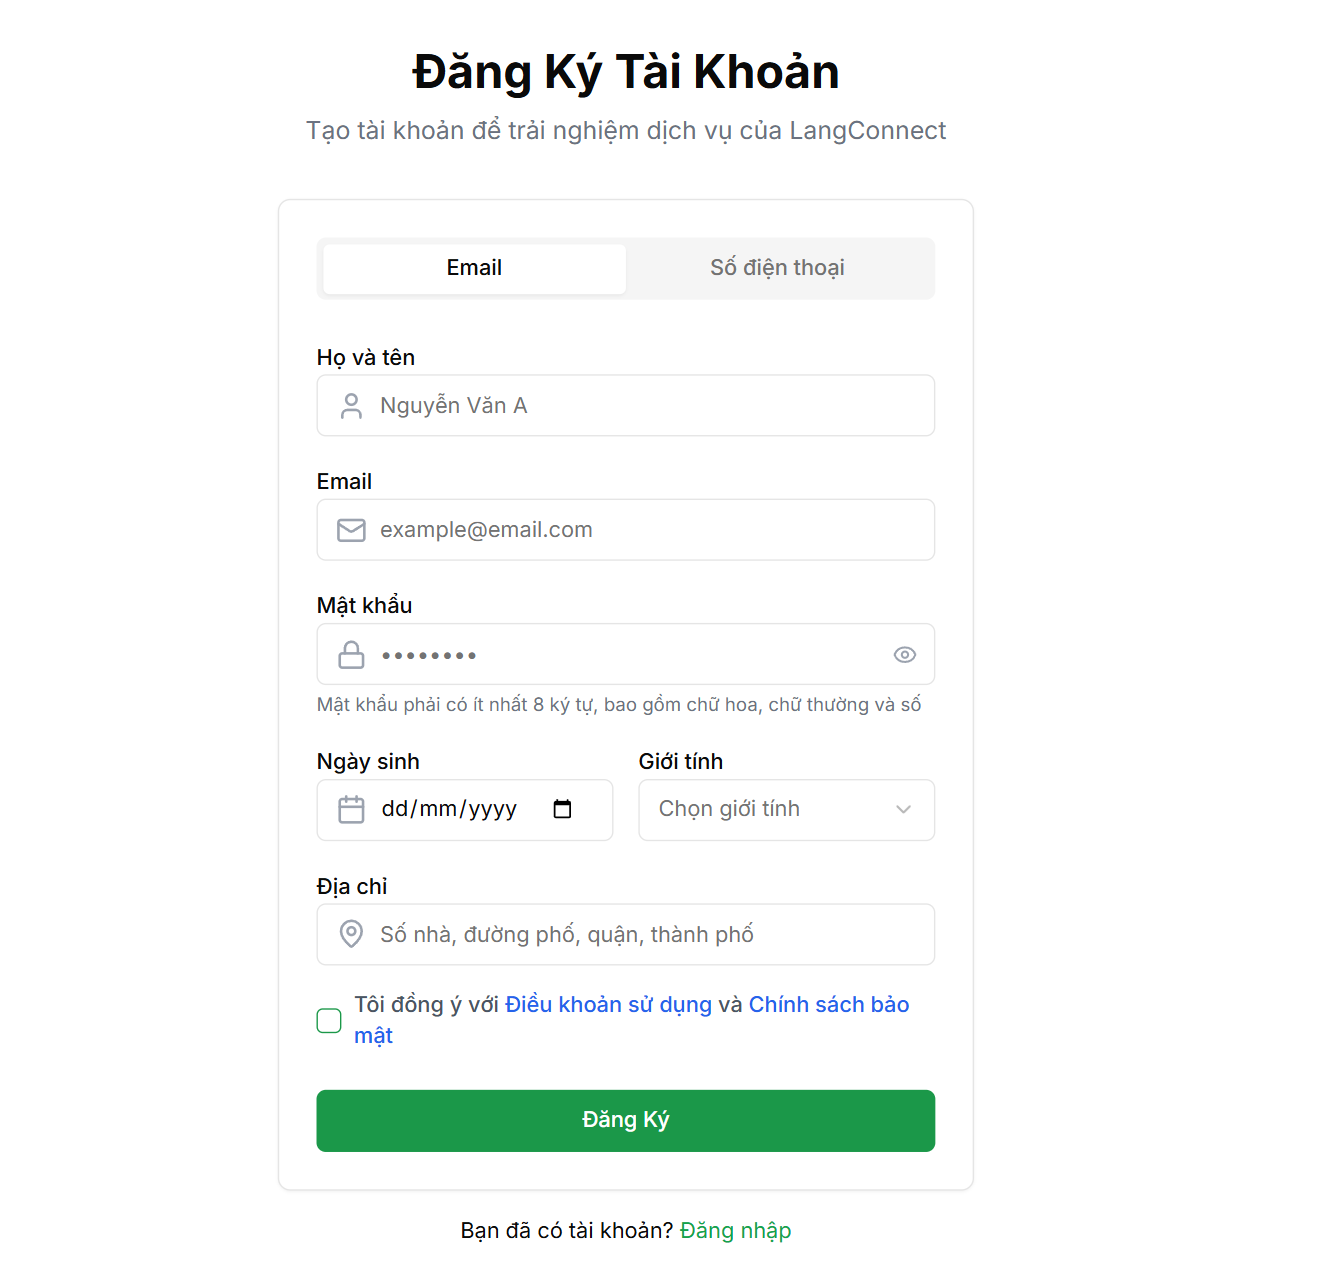 Đăng Ký Tài Khoản
Tạo tài khoản để trải nghiệm dịch vụ của LangConnect
Email
Số điện thoại
Họ và tên
Nguyễn Văn A
Email
example@email.com
Mật khẩu
••••••••
Mật khẩu phải có ít nhất 8 ký tự, bao gồm chữ hoa, chữ thường và số
Ngày sinh
Giới tính
dd/mm/yyyy
Chọn giới tính
Địa chỉ
Số nhà, đường phố, quận, thành phố
Tôi đồng ý với Điều khoản sử dụng và Chính sách bảo
mật
Đăng Ký
Bạn đã có tài khoản? Đăng nhập